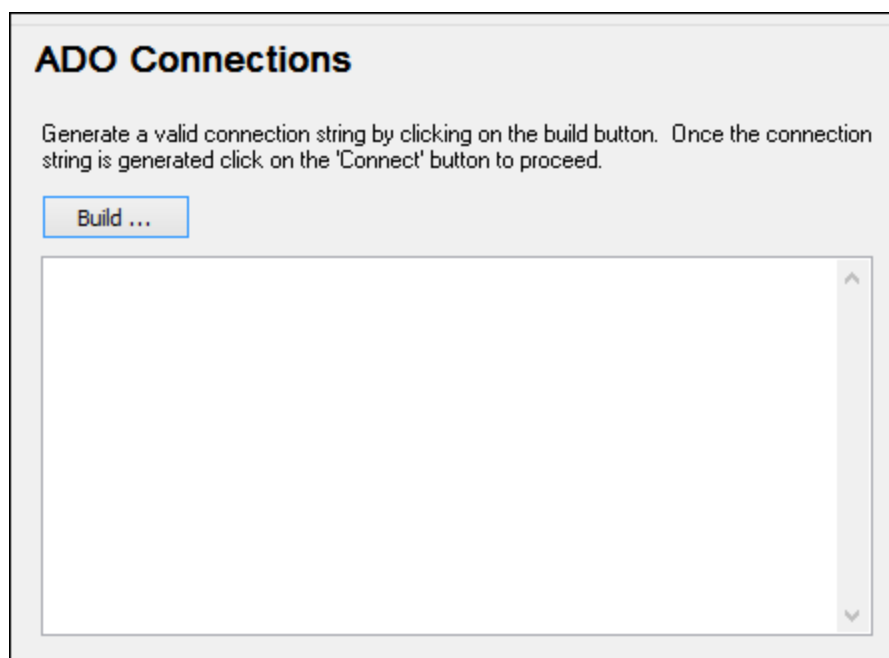 ADO Connections
Generate a valid connection string by clicking on the build button.  Once the connection
string is generated click on the 'Connect' button to proceed.
Build ...